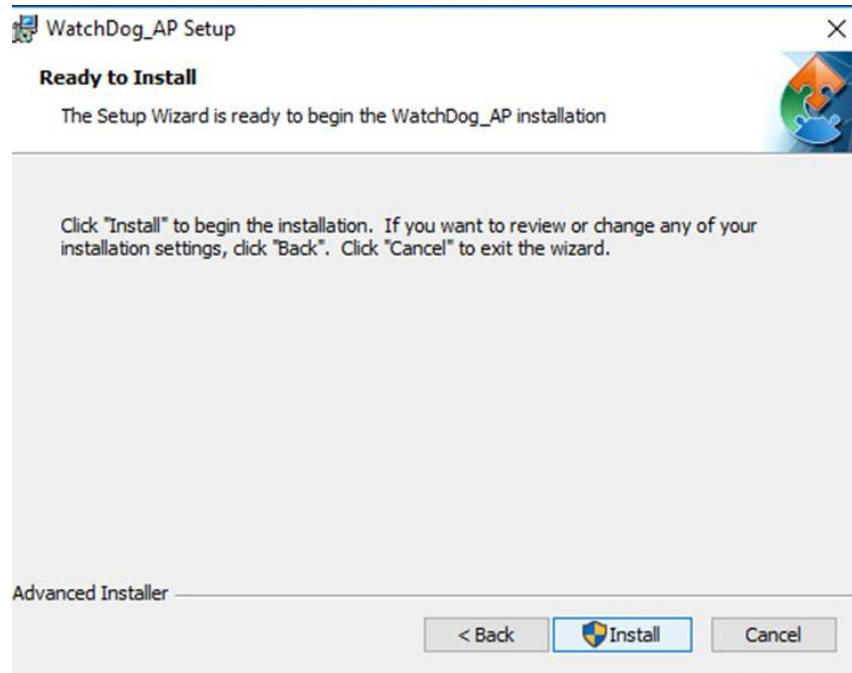 WatchDog_AP Setup
Ready to Install
The Setup Wizard is ready to begin the WatchDog_AP installation
Click "Install" to begin the installation.  If you want to review or change any of your
installation settings, click "Back".  Click "Cancel" to exit the wizard.
Advanced Installer
< Back
Install
Cancel